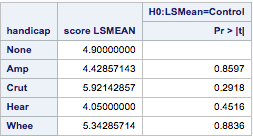 H0:LSMean=Control
handicap score LSMEAN Pr > |t|
None 4.90000000
Amp 4.42857143 0.8597
Crut 5.92142857 0.2918
Hear 4.05000000 0.4516
Whee 5.34285714 0.8836